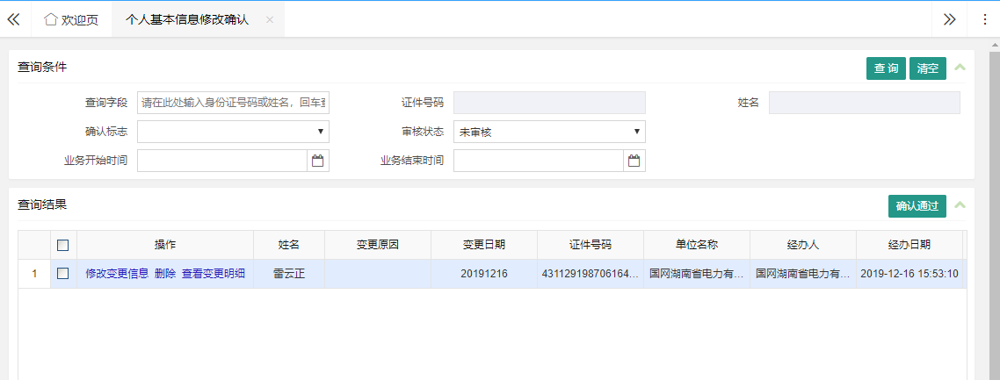 欢迎页 个人基本信息修改确认
查询条件 查 询 清空
查询字段 请在此处输入身份证号码或姓名，回车 证件号码 姓名
确认标志 审核状态 未审核
业务开始时间 业务结束时间
查询结果 确认通过
操作 姓名 变更原因 变更日期 证件号码 单位名称 经办人 经办日期
1 修改变更信息 删除 查看变更明细 雷云正 20191216 431129198706164... 国网湖南省电力有... 国网湖南省电力有... 2019-12-16 15:53:10